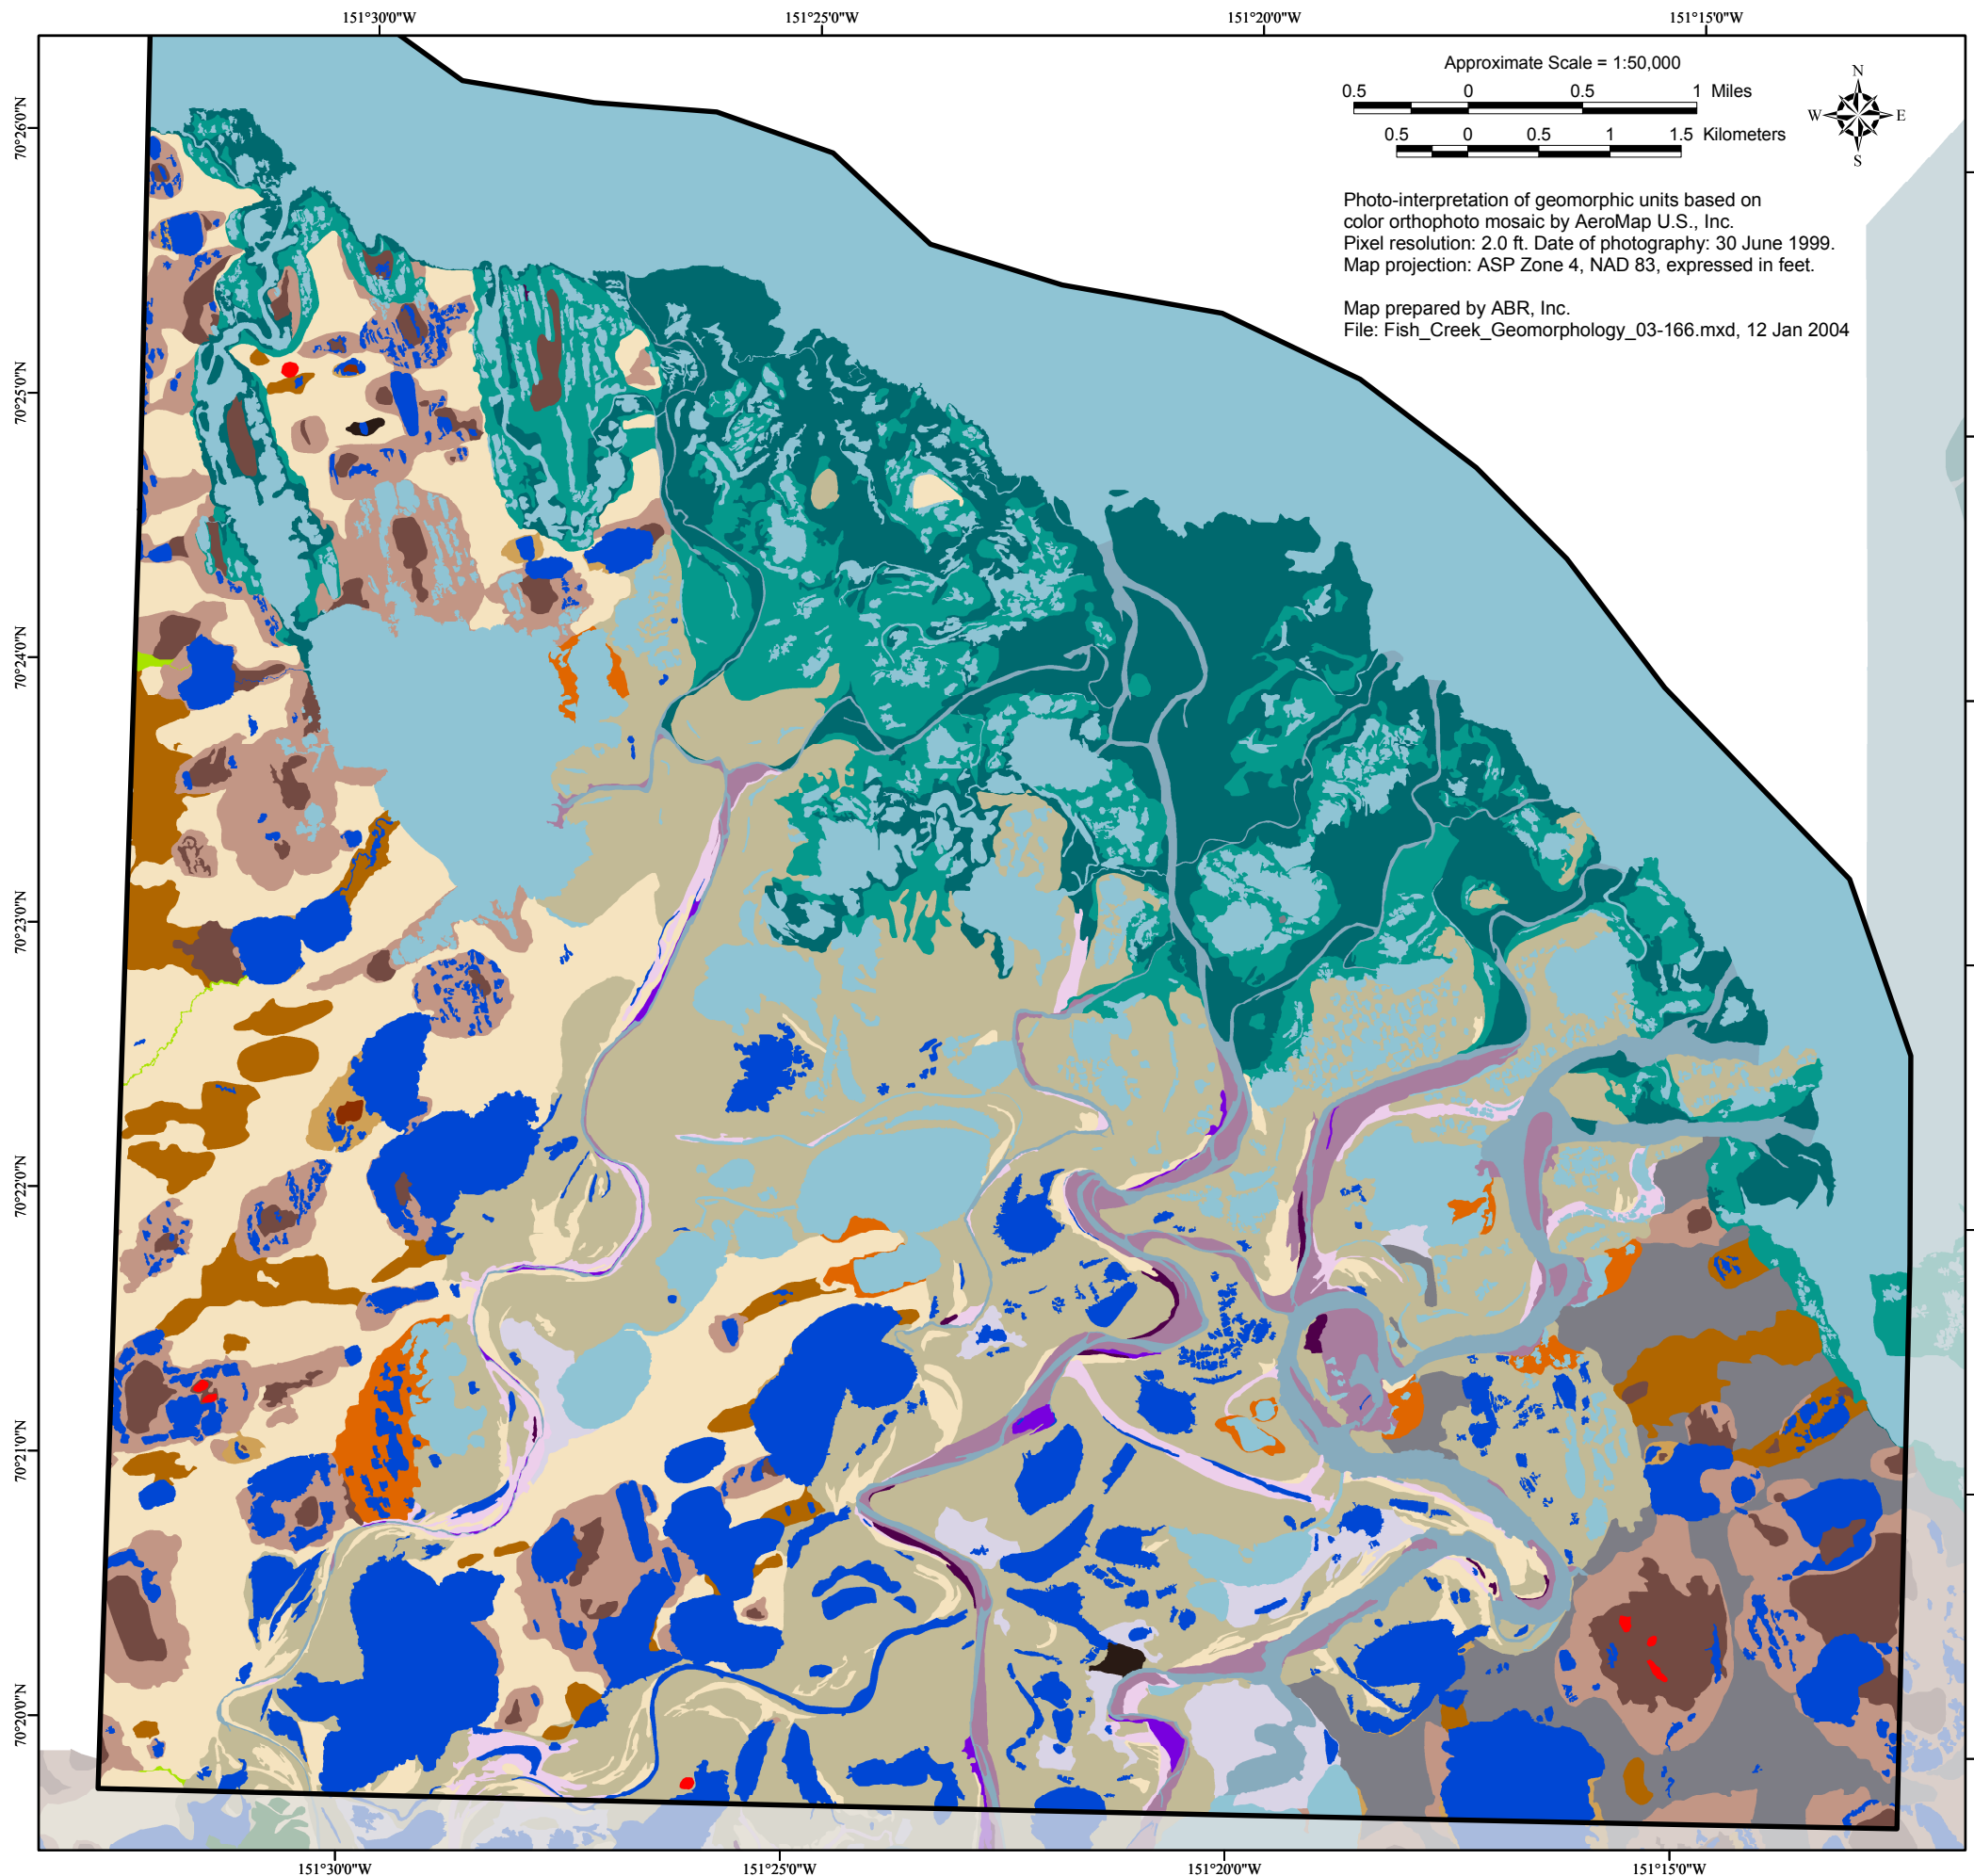 151°30'0"W 151°25'0"W 151°20'0"W 151°15'0"W
Approximate Scale = 1:50,000
0.5 0 0.5 1 Miles
0.5 0 0.5 1 1.5 Kilometers
N
W E
S
Photo-interpretation of geomorphic units based on
color orthophoto mosaic by AeroMap U.S., Inc.
Pixel resolution: 2.0 ft. Date of photography: 30 June 1999.
Map projection: ASP Zone 4, NAD 83, expressed in feet.
Map prepared by ABR, Inc.
File: Fish_Creek_Geomorphology_03-166.mxd, 12 Jan 2004
70°26'0"N
70°25'0"N
70°24'0"N
70°23'0"N
70°22'0"N
70°21'0"N
70°20'0"N
151°30'0"W 151°25'0"W 151°20'0"W 151°15'0"W